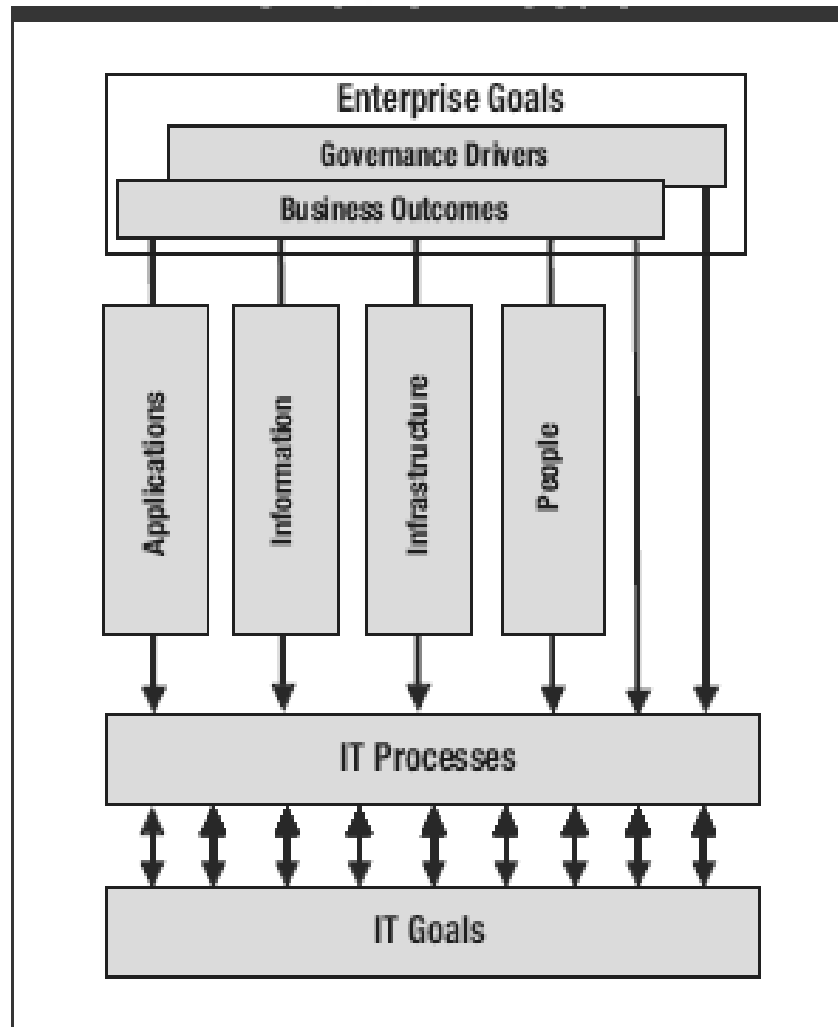 Enterprise Goals
Governance Drivers
Business Outcomes
Applications
Information
Infrastructure
People
IT Processes
IT Goals